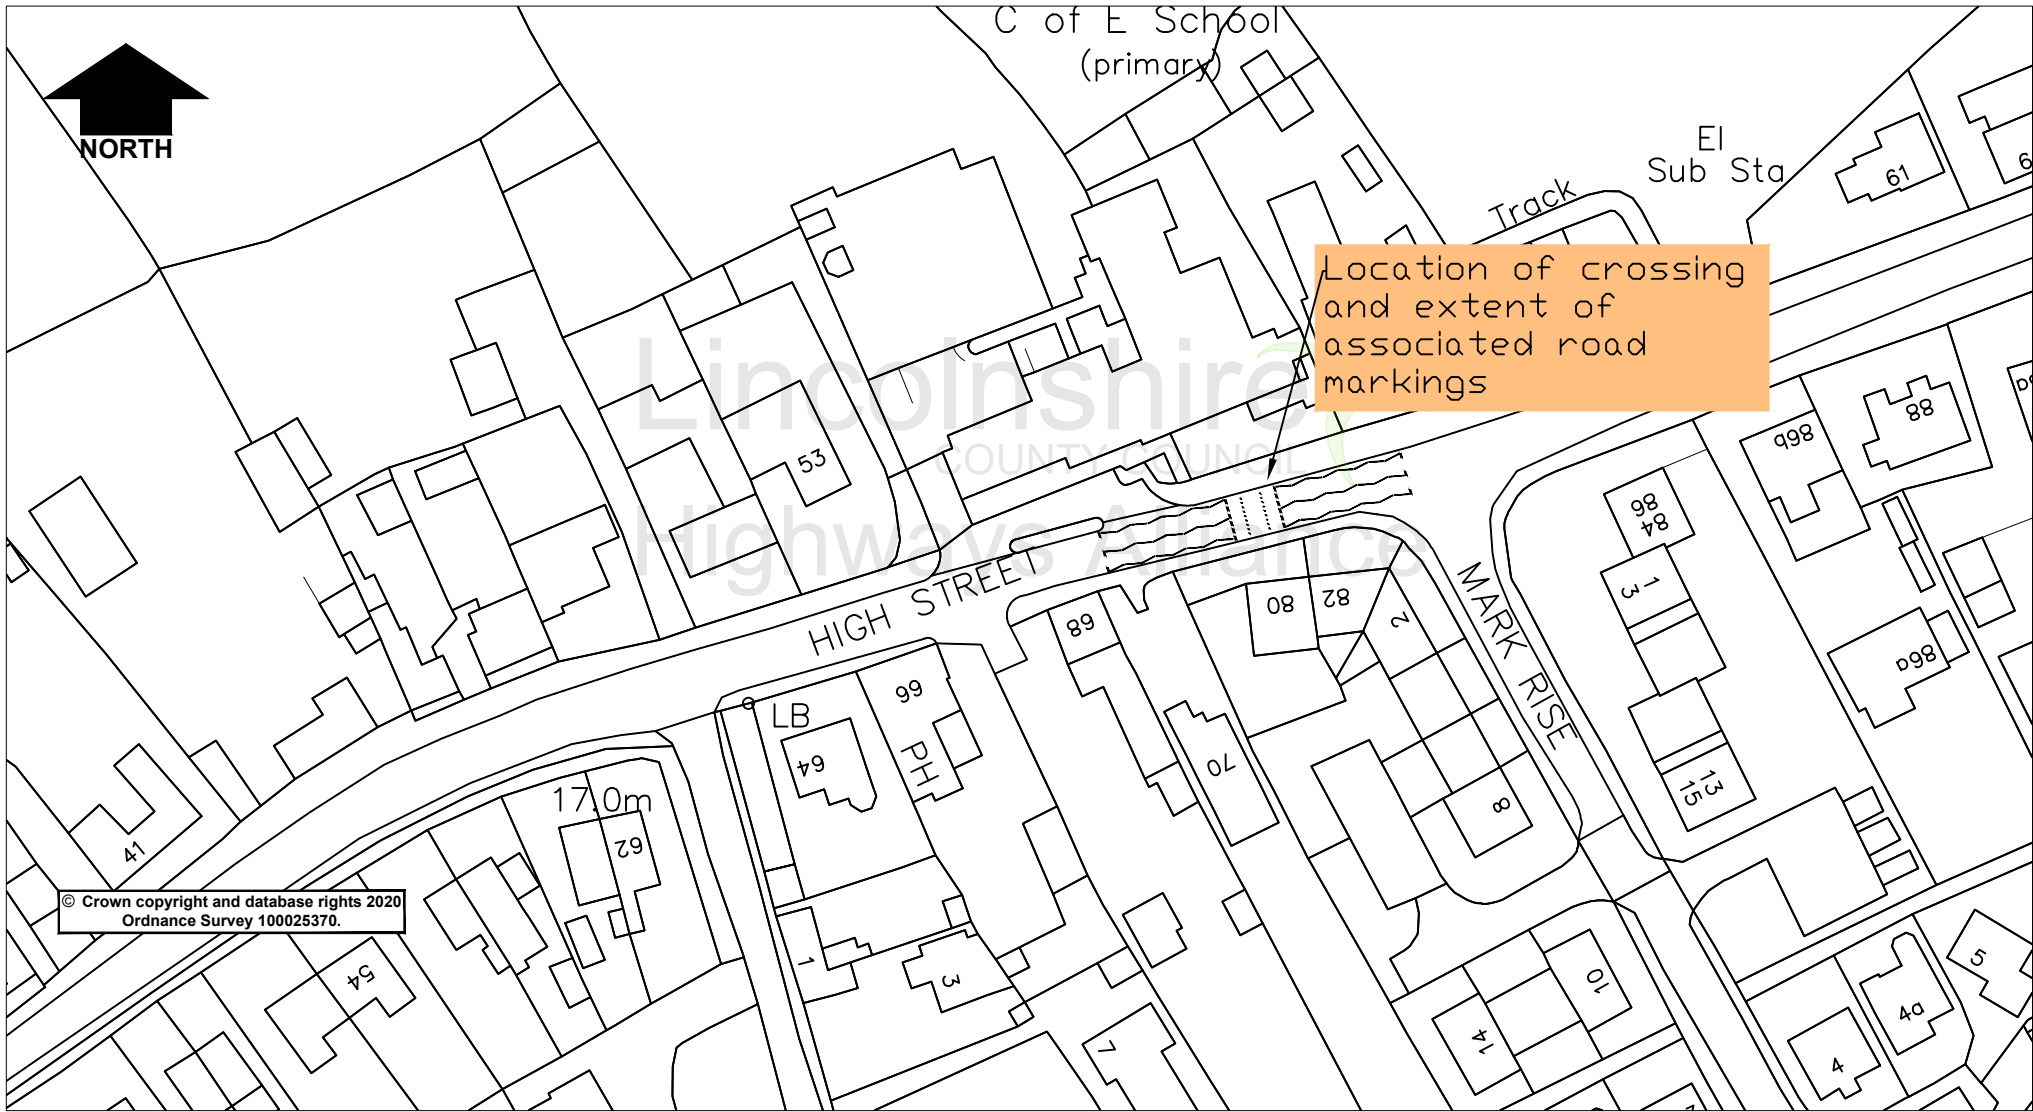 C of E School
(primary)
NORTH
El
Sub Sta
Track
61
6
Location of crossing
and extent of
associated road
markings
Lincolnshire
COUNTY COUNCIL
Highways Alliance
53
88
86b
86
84
HIGH STREET
MARK RISE
1
3
80
82
2
68
86a
66
PH
LB
64
70
13
15
8
17.0m
62
41
© Crown copyright and database rights 2020
Ordnance Survey 100025370.
54
1
3
5
10
4a
14
7
4